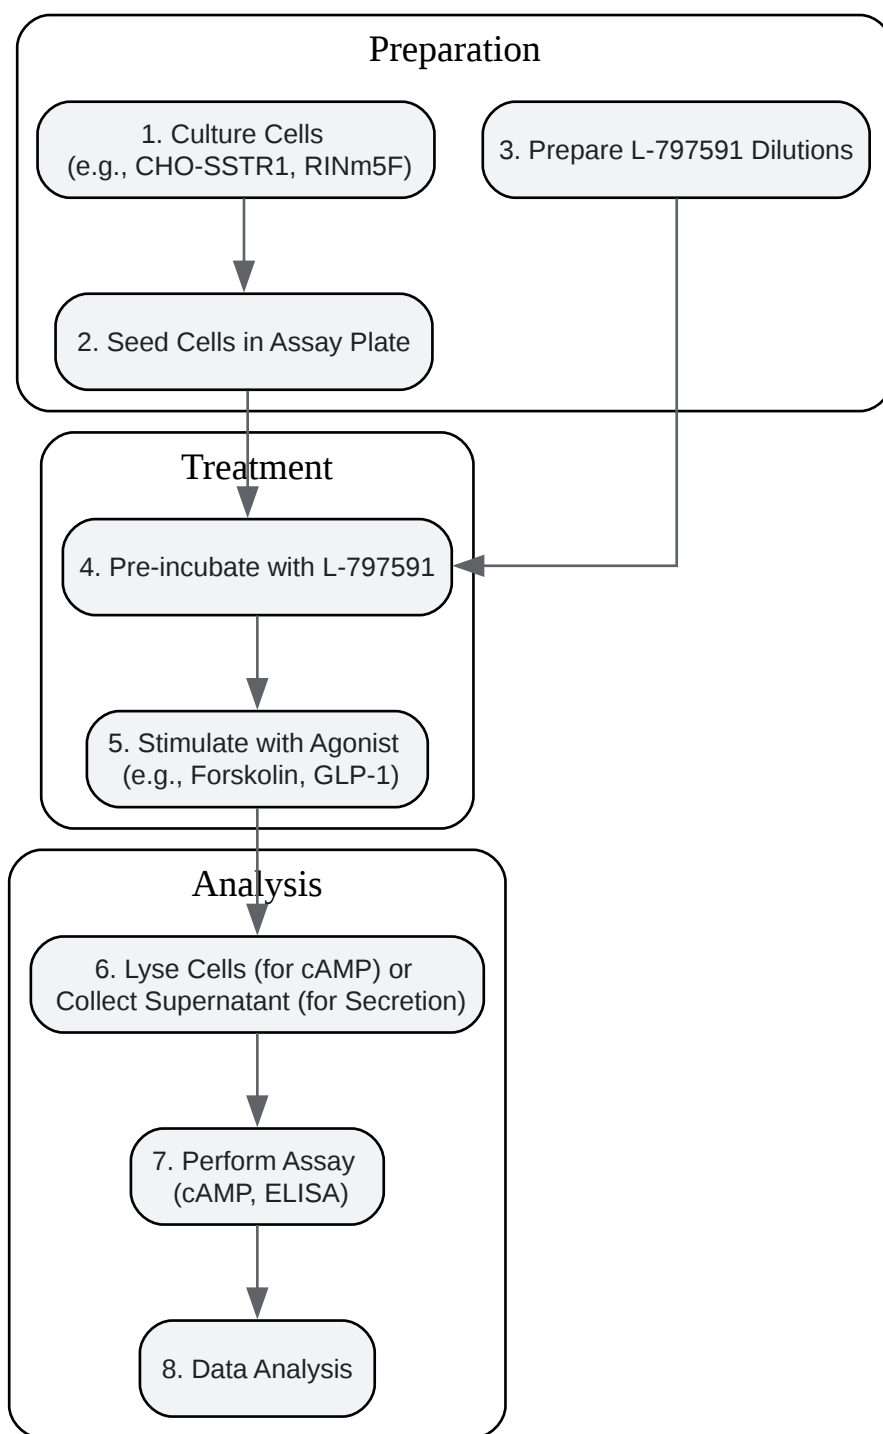 Preparation
1. Culture Cells
(e.g., CHO-SSTR1, RINm5F)
3. Prepare L-797591 Dilutions
2. Seed Cells in Assay Plate
Treatment
4. Pre-incubate with L-797591
5. Stimulate with Agonist
(e.g., Forskolin, GLP-1)
Analysis
6. Lyse Cells (for cAMP) or
Collect Supernatant (for Secretion)
7. Perform Assay
(cAMP, ELISA)
8. Data Analysis